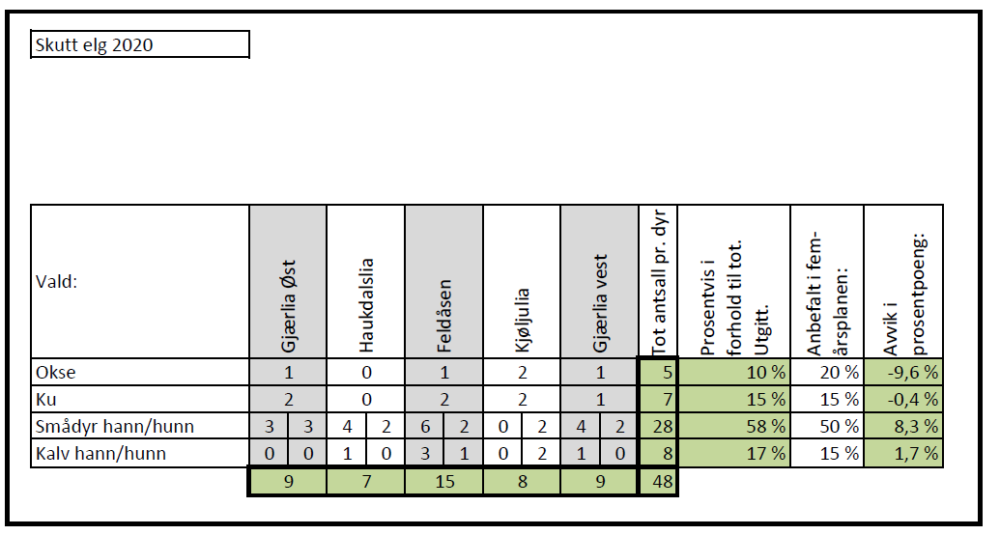 Skutt elg 2020
Vald:
Gjærlia Øst
Haukdalslia
Feldåsen
Kjøljulia
Gjærlia vest
Tot antsall pr. dyr
Prosentvis i
forhold til tot.
Utgitt.
Anbefalt i fem-
årsplanen:
Avvik i
prosentpoeng:
Okse 1 0 1 2 1 5 10 % 20 % -9,6 %
Ku 2 0 2 2 1 7 15 % 15 % -0,4 %
Smådyr hann/hunn 3 3 4 2 6 2 0 2 4 2 28 58 % 50 % 8,3 %
Kalv hann/hunn 0 0 1 0 3 1 0 2 1 0 8 17 % 15 % 1,7 %
9 7 15 8 9 48